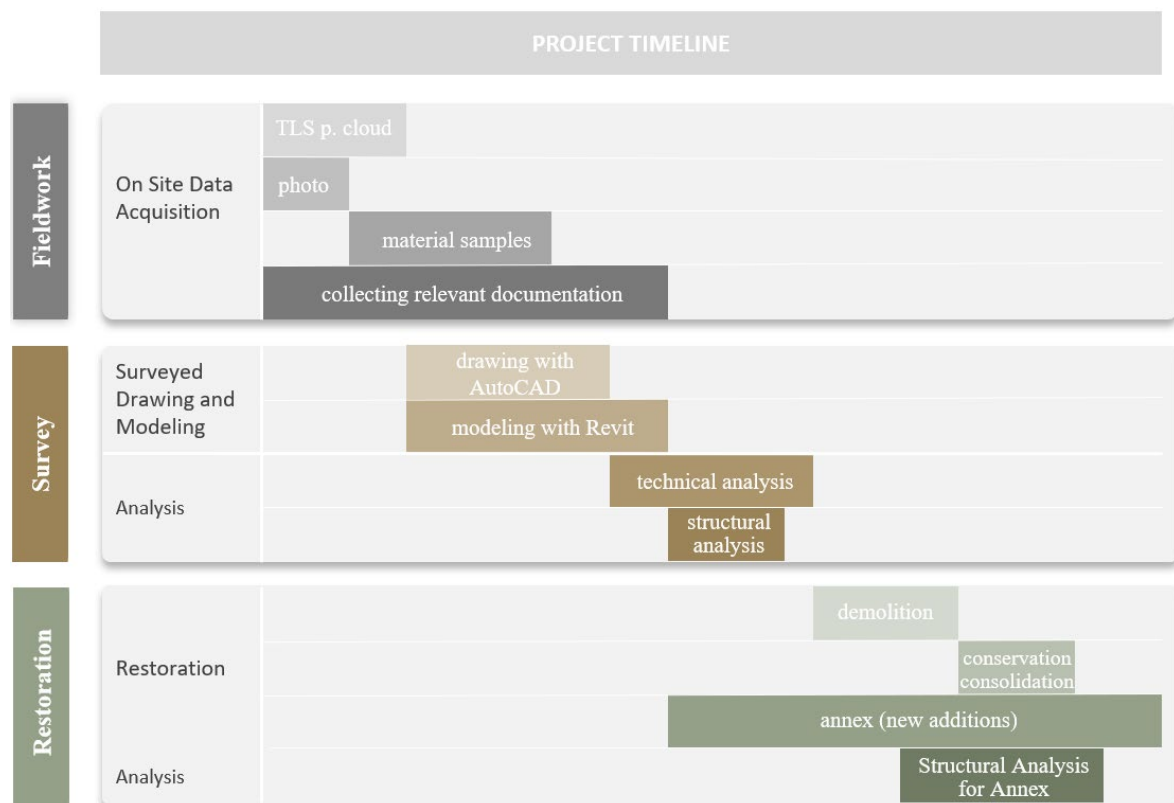 PROJECT TIMELINE
Fieldwork
On Site Data
Acquisition
TLS p. cloud
photo
material samples
collecting relevant documentation
Survey
Surveyed
Drawing and
Modeling
drawing with
AutoCAD
modeling with Revit
Analysis
technical analysis
structural
analysis
Restoration
Restoration
demolition
conservation
consolidation
annex (new additions)
Analysis
Structural Analysis
for Annex